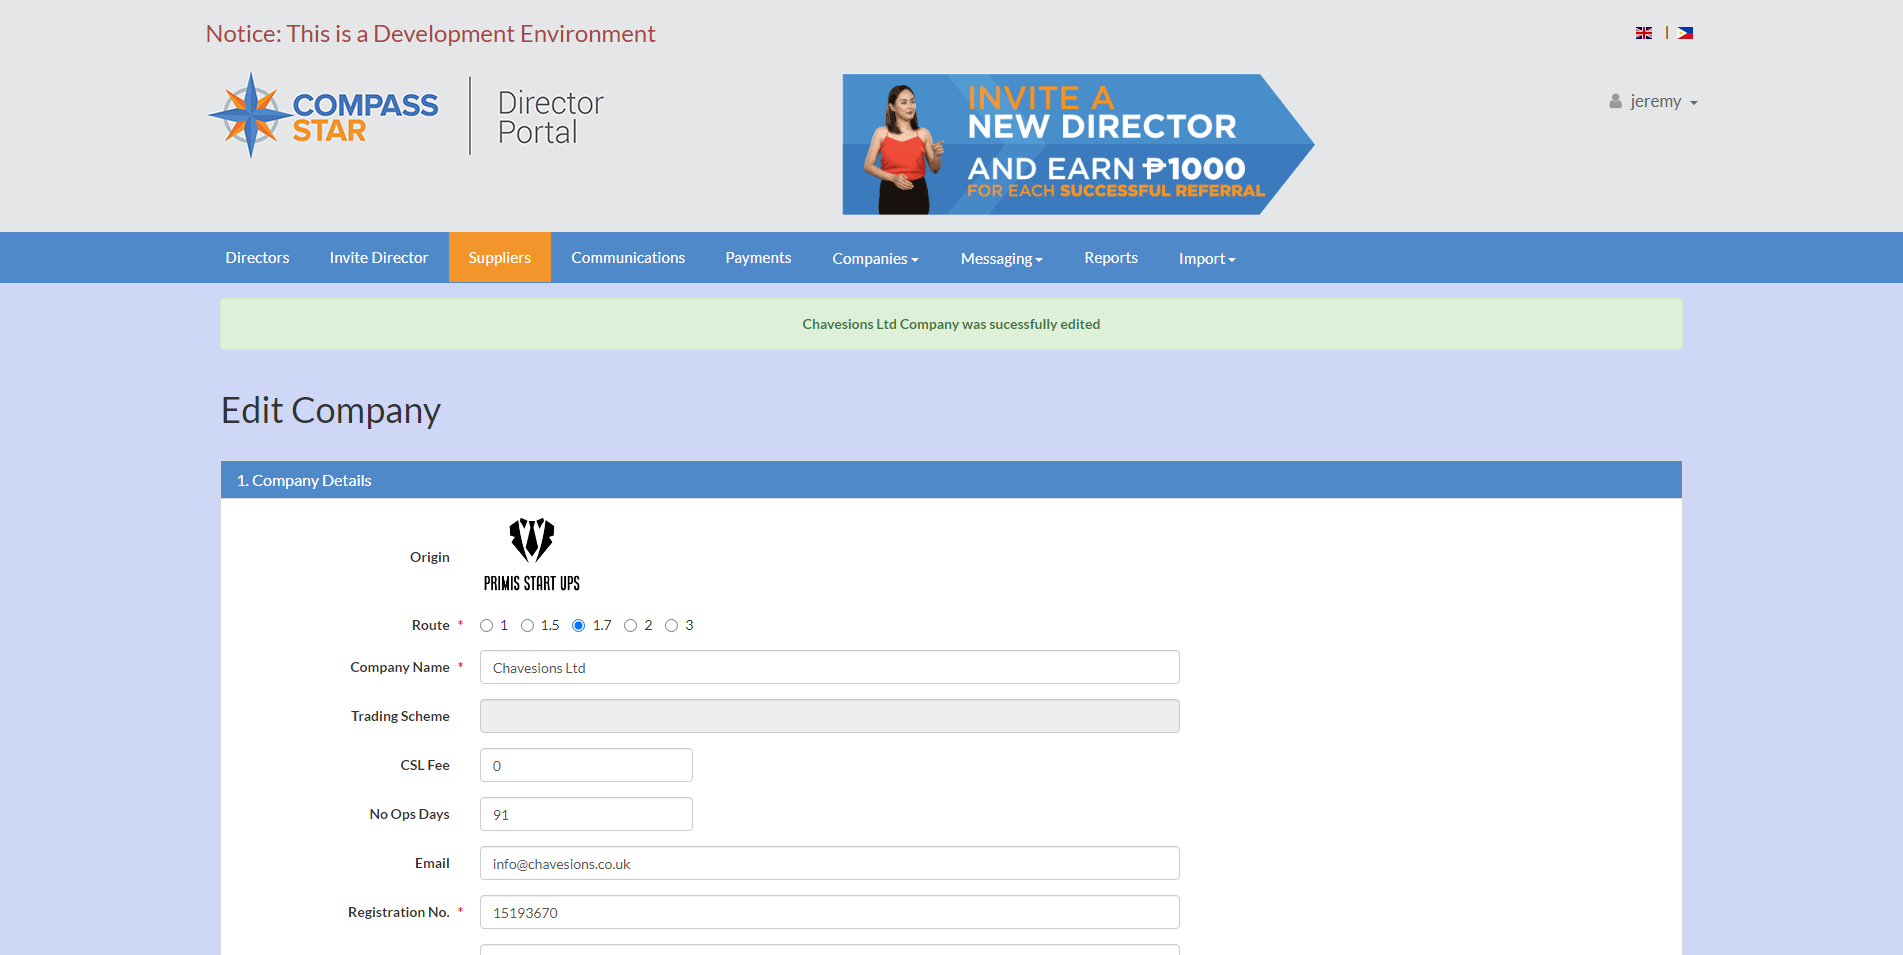 Notice: This is a Development Environment
COMPASS
STAR
Director
Portal
INVITE A
NEW DIRECTOR
AND EARN ₱1000
FOR EACH SUCCESSFUL REFERRAL
jeremy
Directors
Invite Director
Suppliers
Communications
Payments
Companies
Messaging
Reports
Import
Chavesions Ltd Company was sucessfully edited
Edit Company
1. Company Details
Origin
PRIMIS START UPS
Route * 1 1.5 1.7 2 3
Company Name * Chavesions Ltd
Trading Scheme
CSL Fee 0
No Ops Days 91
Email info@chavesions.co.uk
Registration No. * 15193670